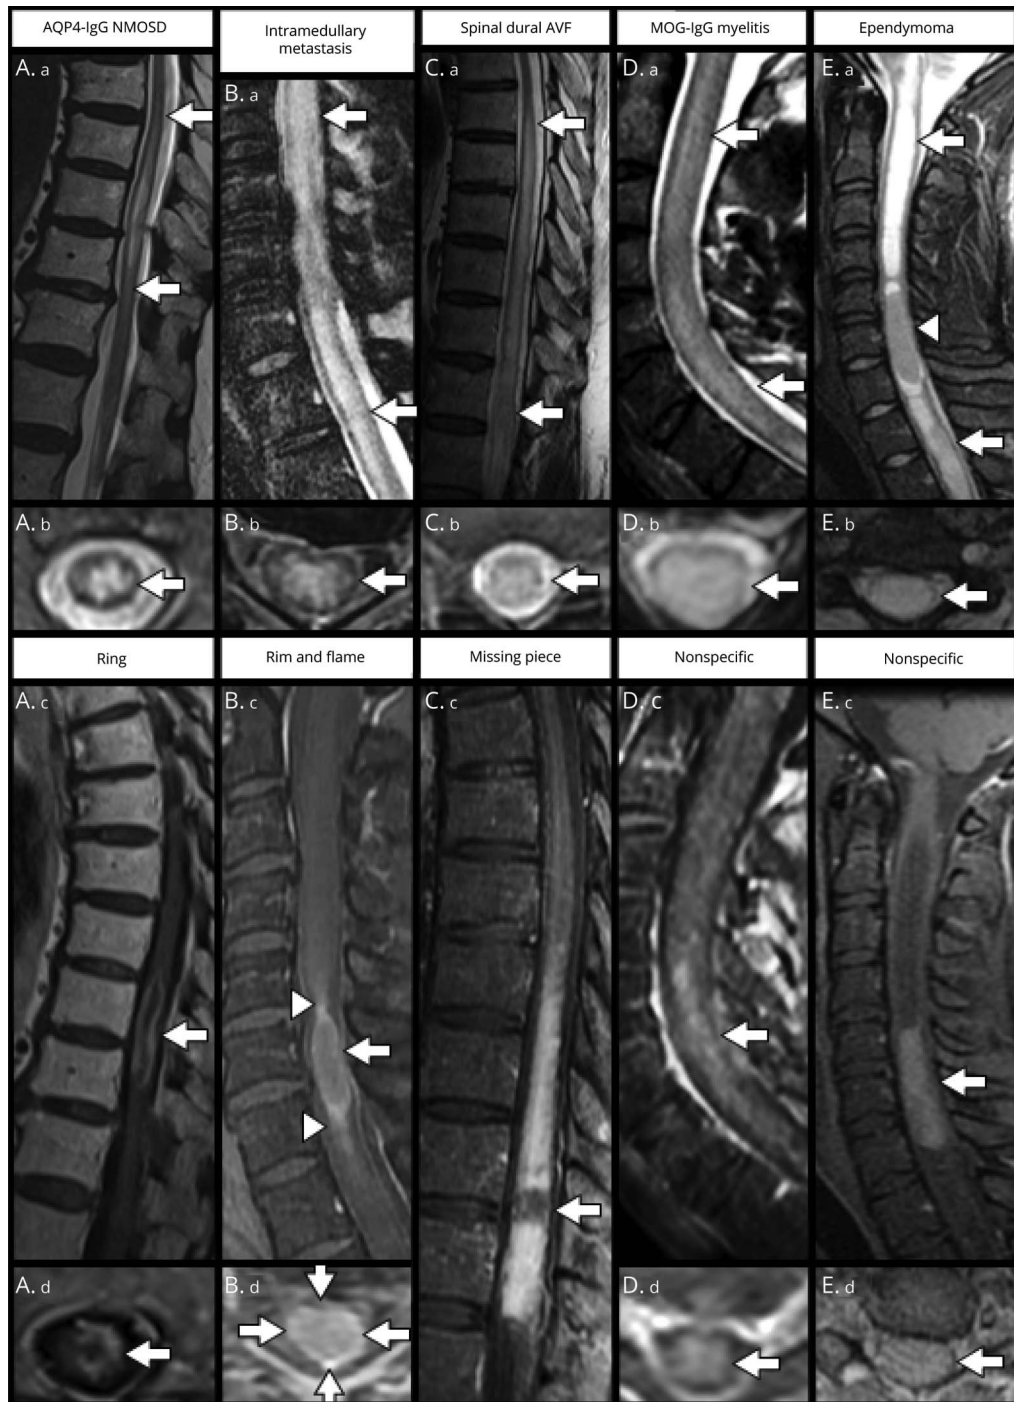 AQP4-IgG NMOSD
Intramedullary
metastasis
Spinal dural AVF
MOG-IgG myelitis
Ependymoma
A. a
B. a
C. a
D. a
E. a
A. b
B. b
C. b
D. b
E. b
Ring
Rim and flame
Missing piece
Nonspecific
Nonspecific
A. c
B. c
C. c
D. c
E. c
A. d
B. d
D. d
E. d